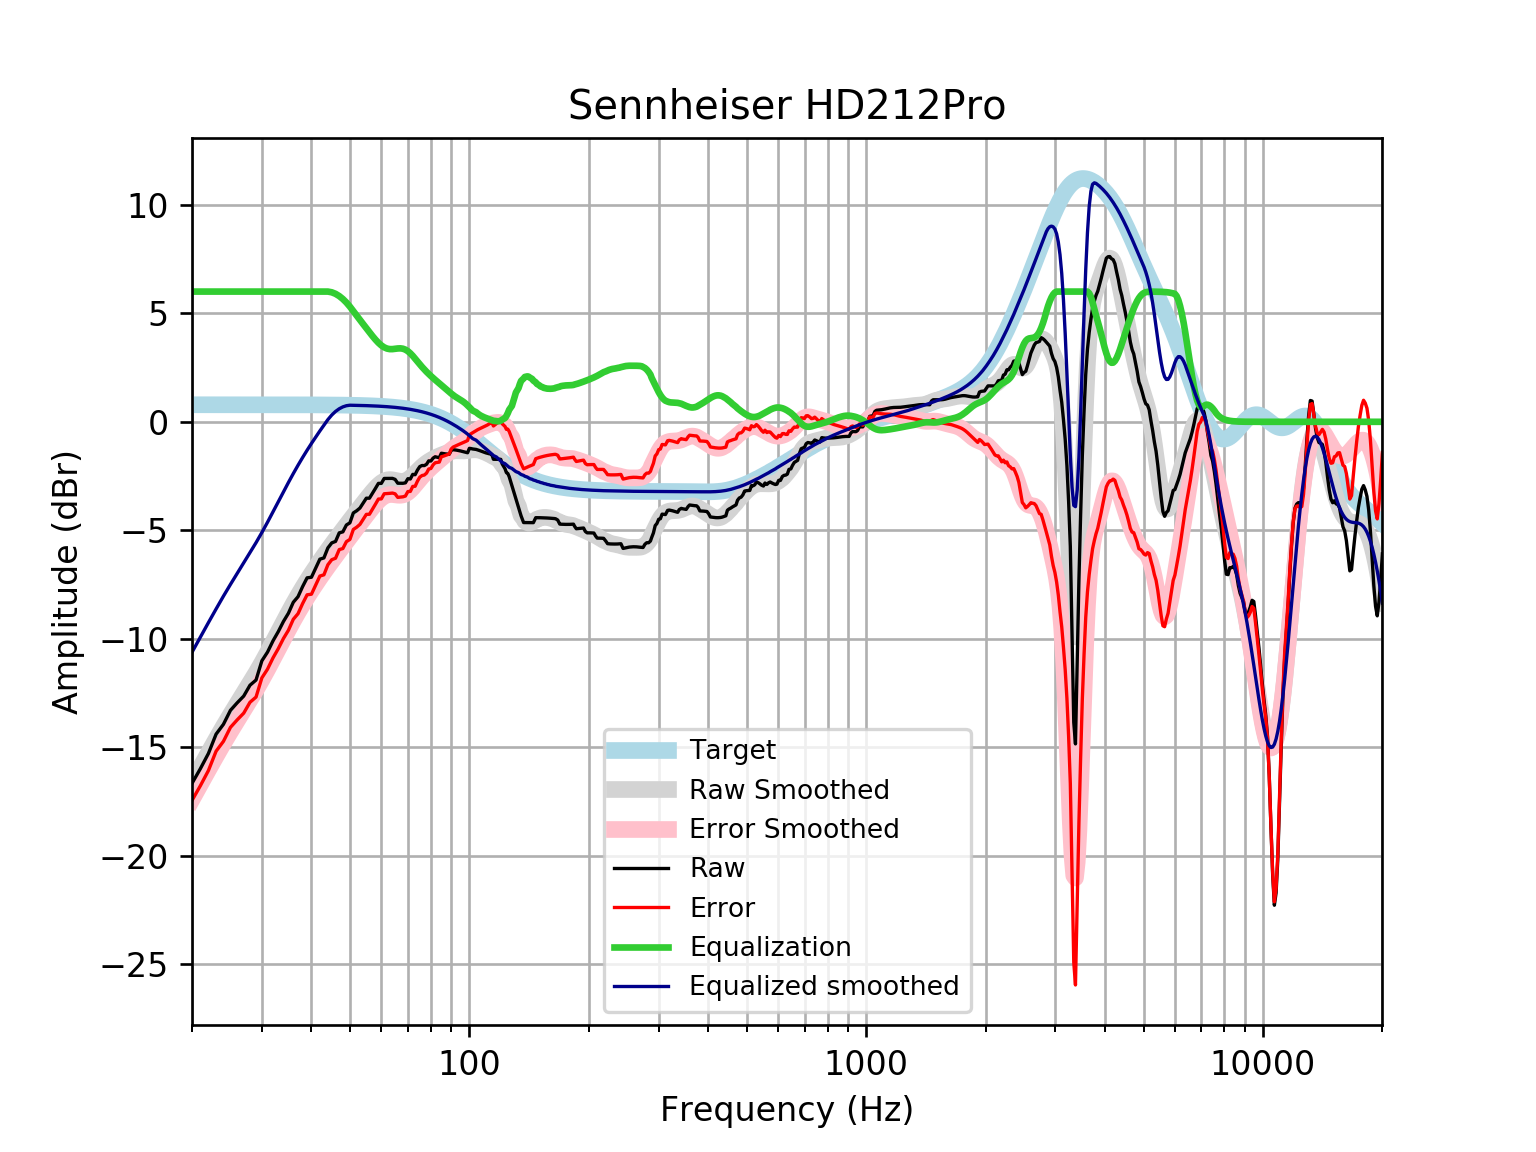 Sennheiser HD212Pro
Amplitude (dBr)
10
5
0
−5
−10
−15
−20
−25
Target
Raw Smoothed
Error Smoothed
Raw
Error
Equalization
Equalized smoothed
100
1000
10000
Frequency (Hz)